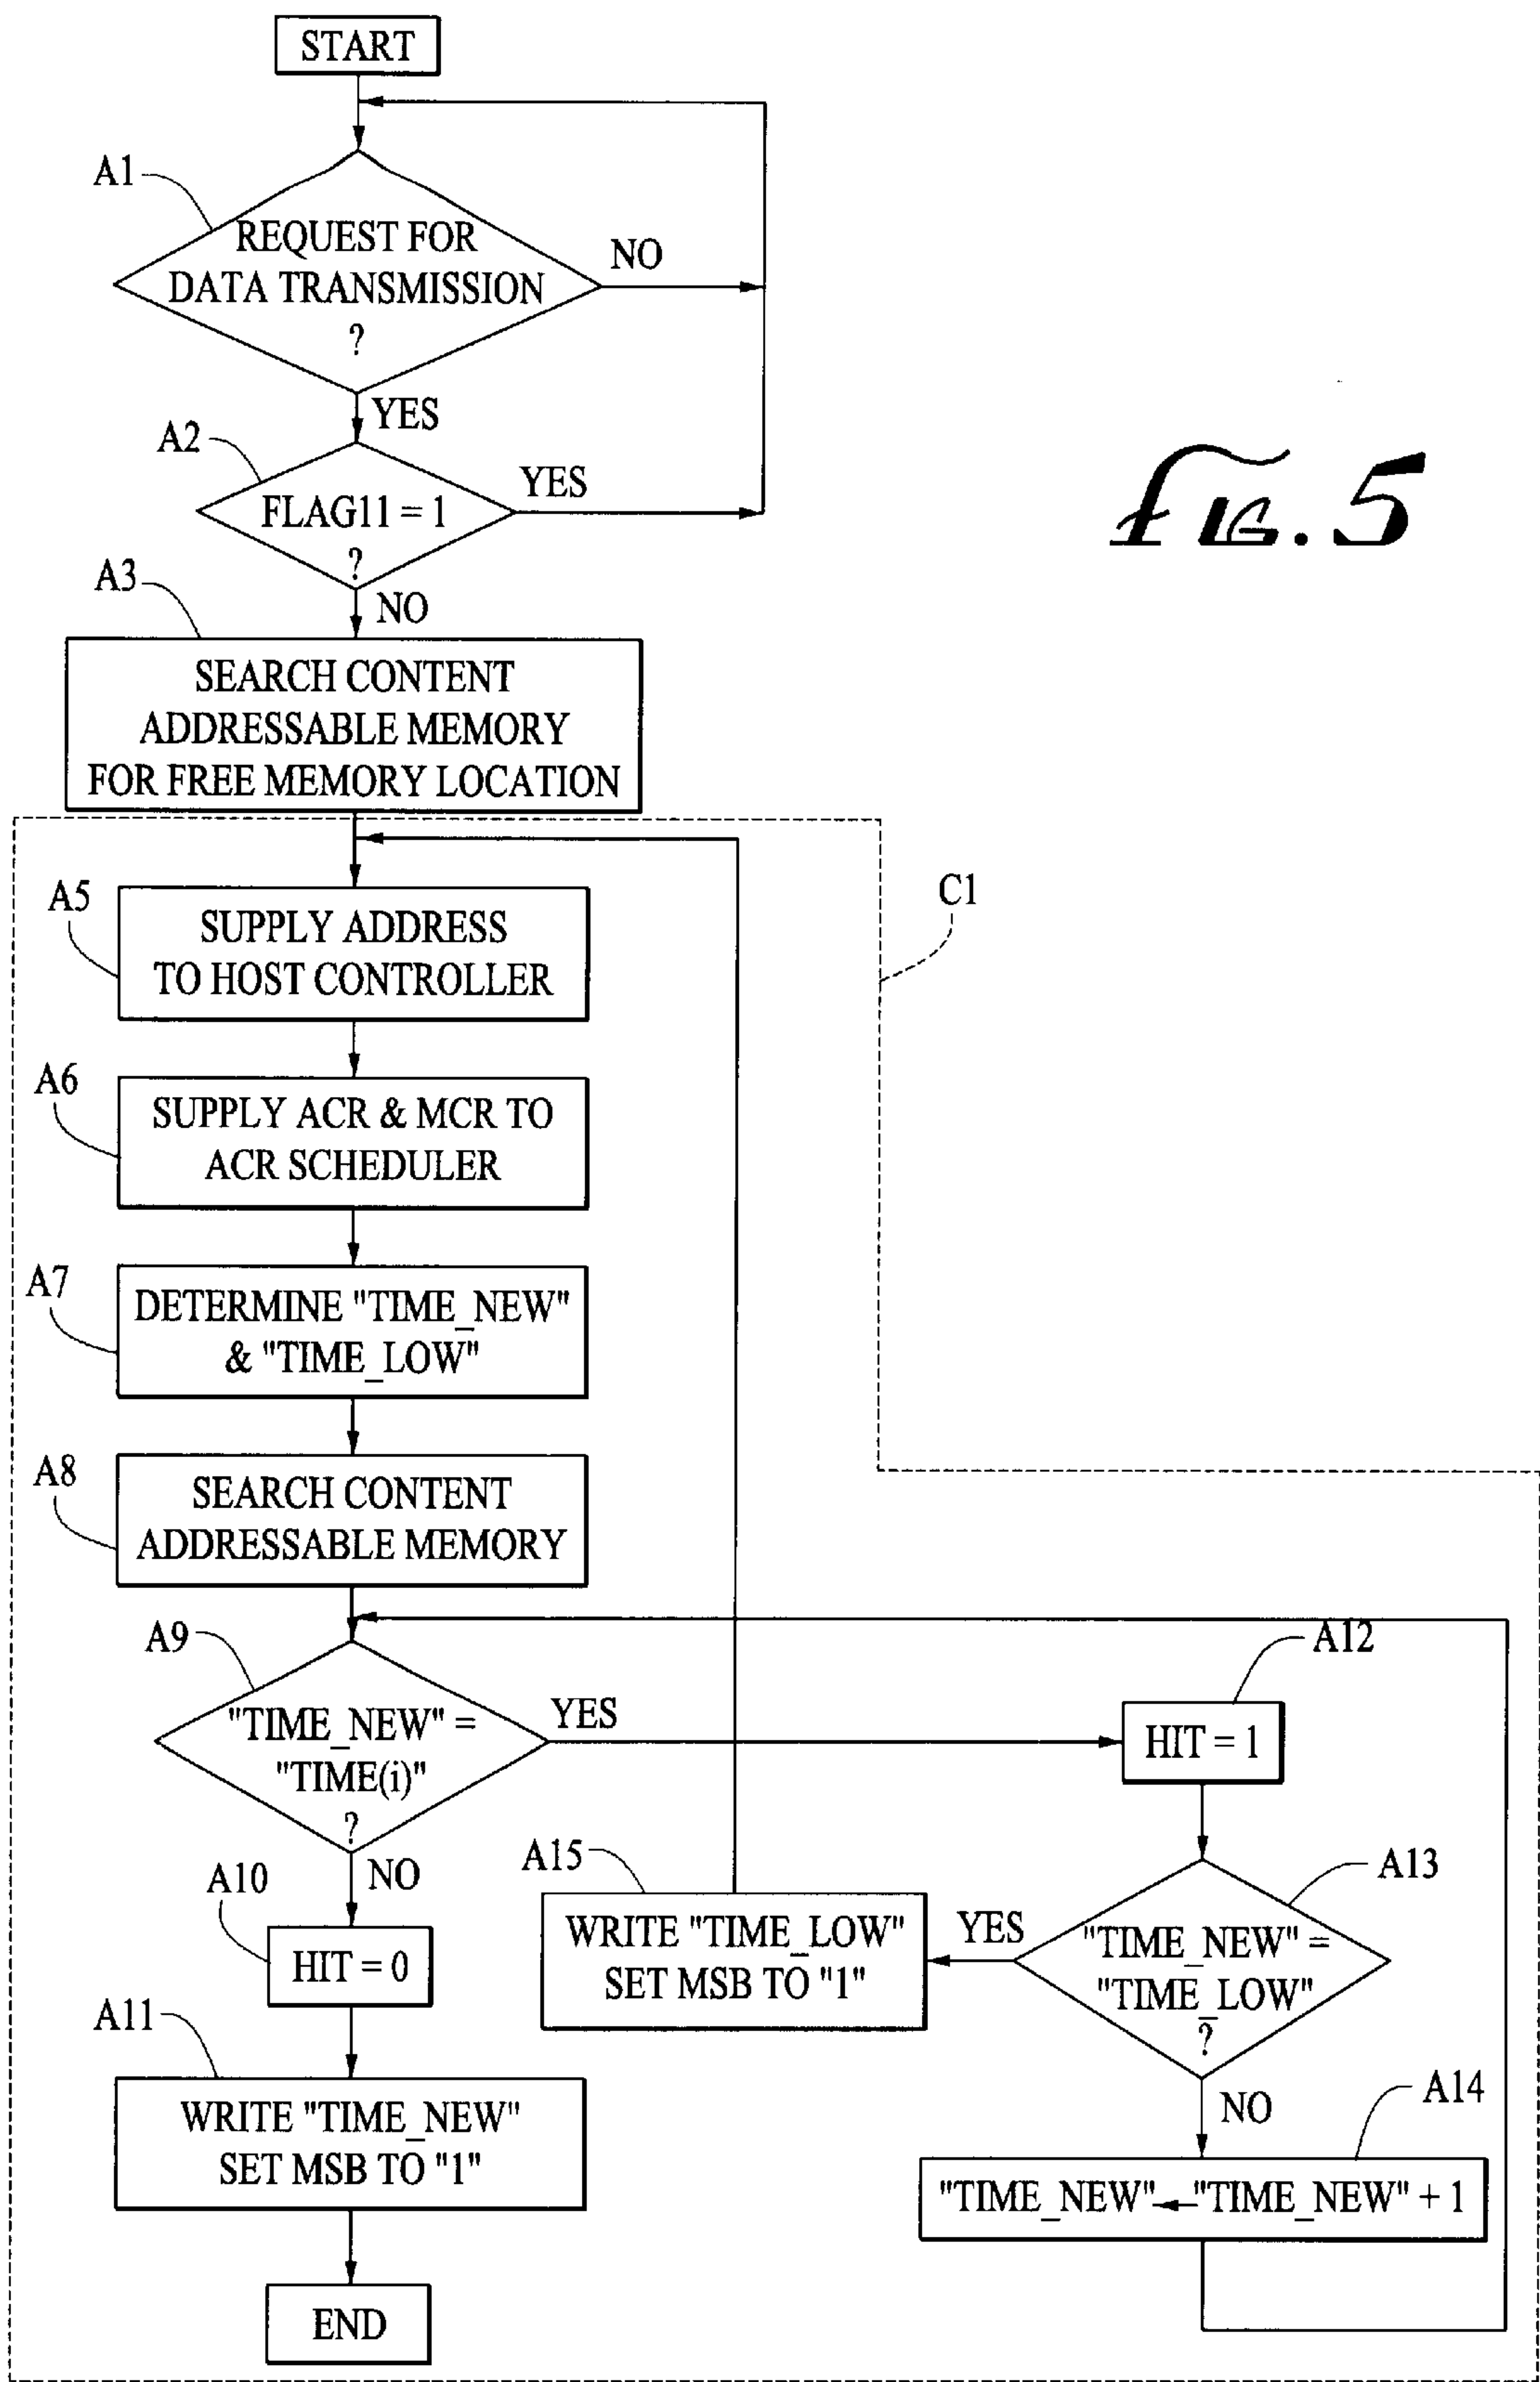 START
A1
REQUEST FOR
DATA TRANSMISSION
?
NO
YES
A2
FLAG11 = 1
?
YES
NO
FIG. 5
A3
SEARCH CONTENT
ADDRESSABLE MEMORY
FOR FREE MEMORY LOCATION
C1
A5
SUPPLY ADDRESS
TO HOST CONTROLLER
A6
SUPPLY ACR & MCR TO
ACR SCHEDULER
A7
DETERMINE "TIME_NEW"
& "TIME_LOW"
A8
SEARCH CONTENT
ADDRESSABLE MEMORY
A9
"TIME_NEW" =
"TIME(i)"
?
YES
NO
A12
HIT = 1
A10
HIT = 0
A15
WRITE "TIME_LOW"
SET MSB TO "1"
YES
A13
"TIME_NEW" =
"TIME_LOW"
?
NO
A11
WRITE "TIME_NEW"
SET MSB TO "1"
A14
"TIME_NEW" ← "TIME_NEW" + 1
END